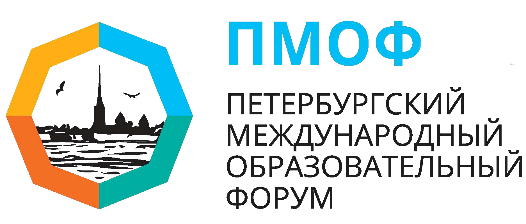 ПМОФ
ПЕТЕРБУРГСКИЙ
МЕЖДУНАРОДНЫЙ
ОБРАЗОВАТЕЛЬНЫЙ
ФОРУМ